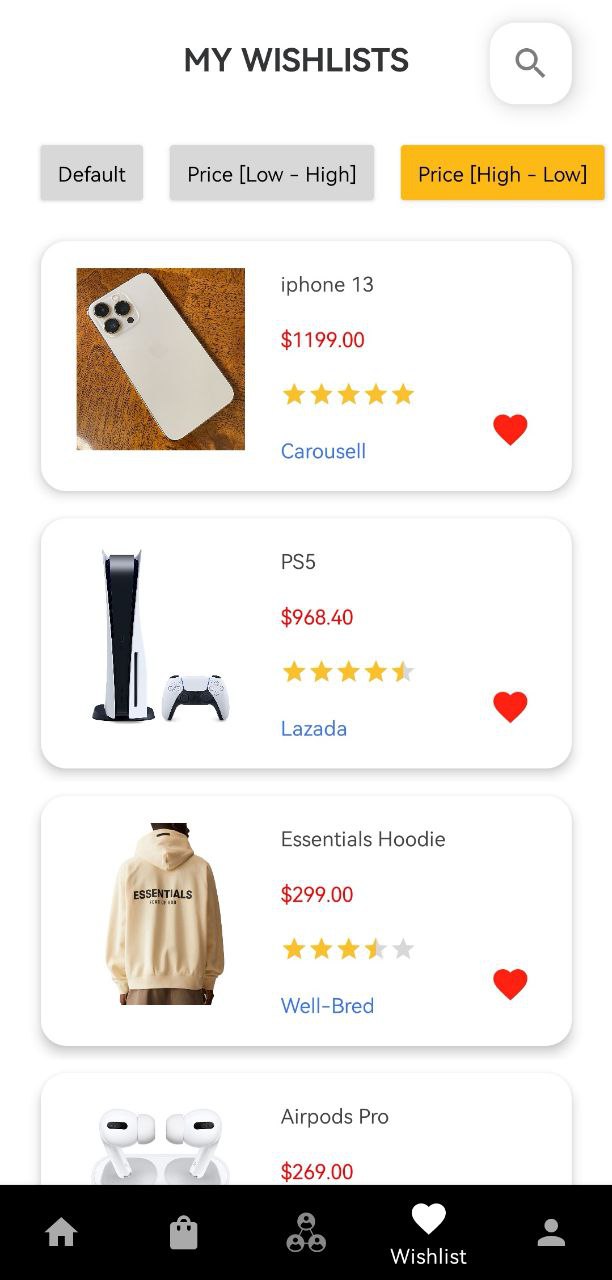 MY WISHLISTS
Default
Price [Low - High]
Price [High - Low]
iphone 13
$1199.00
Carousell
PS5
$968.40
Lazada
Essentials Hoodie
$299.00
ESSENTIALS
Well-Bred
Airpods Pro
$269.00
Wishlist